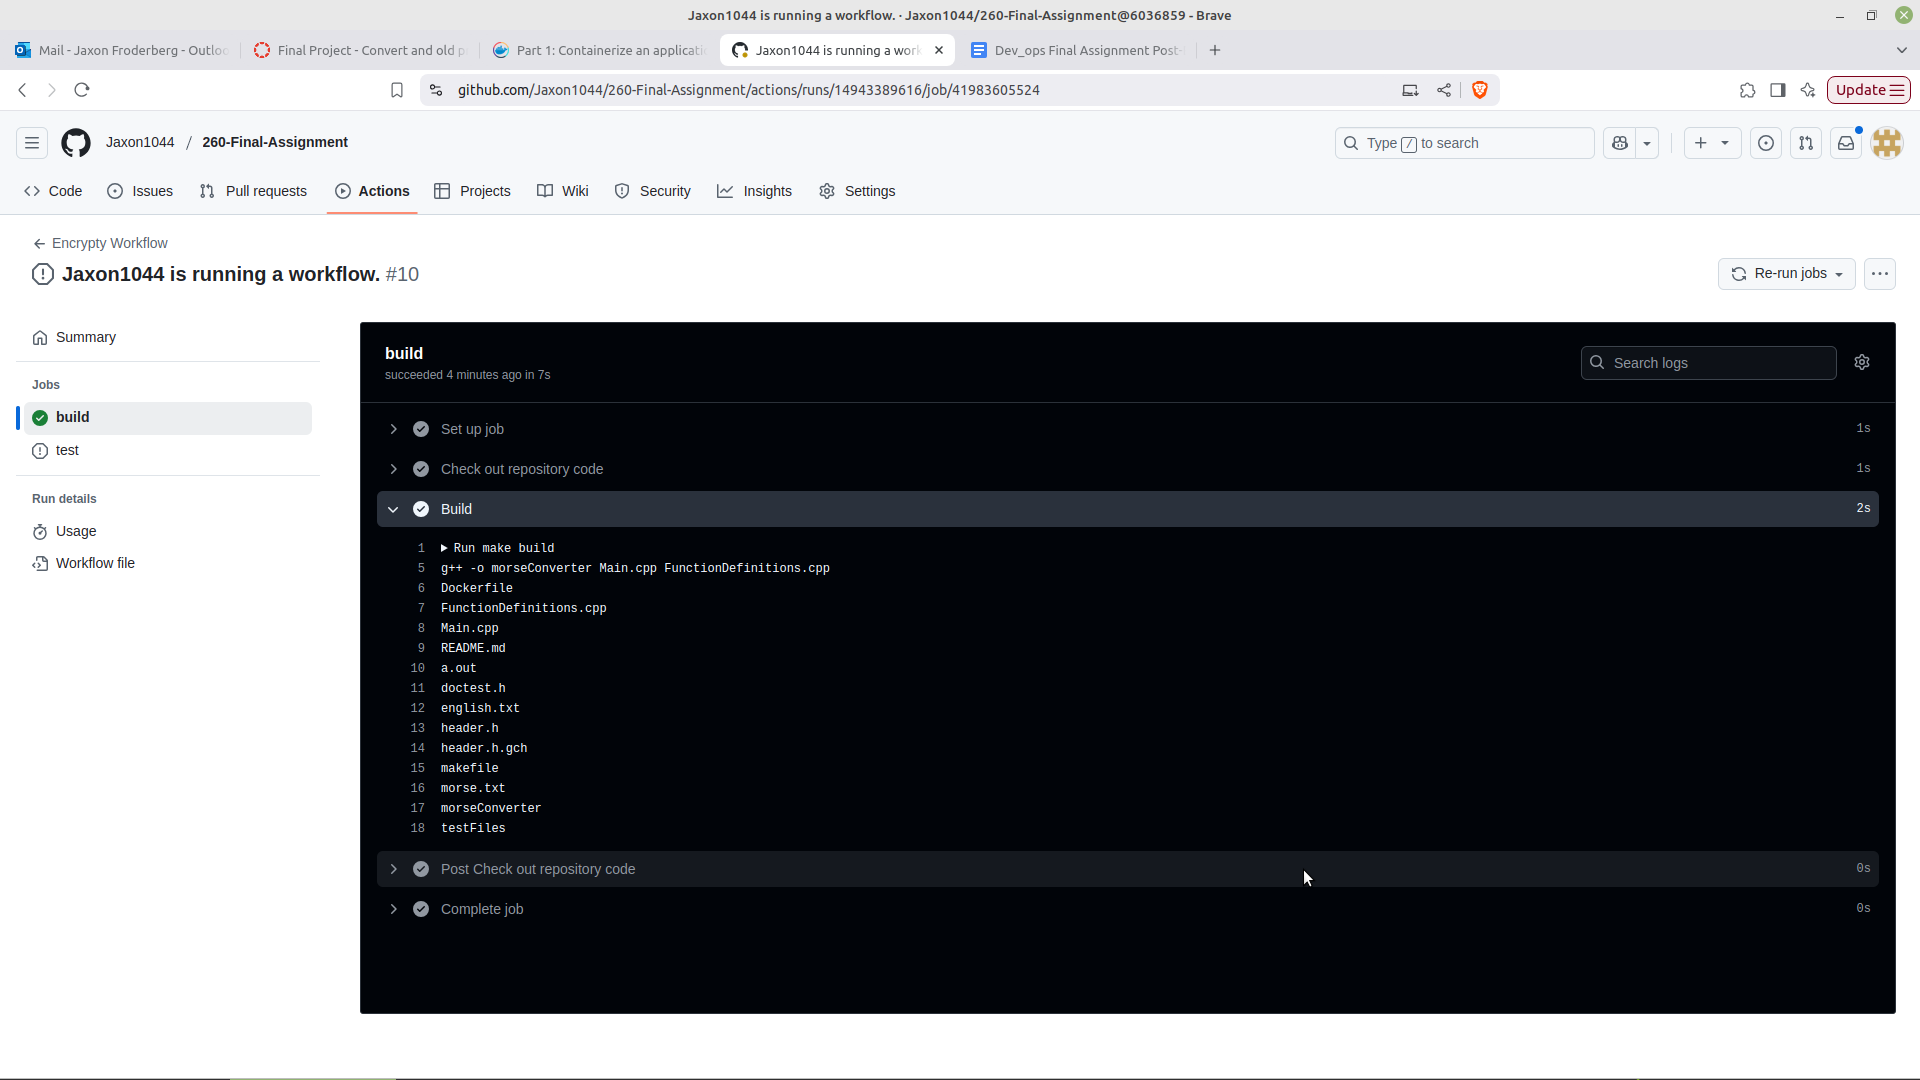 Jaxon1044 is running a workflow. · Jaxon1044/260-Final-Assignment@6036859 - Brave
Mail - Jaxon Froderberg - Outloo
Final Project - Convert and old p
Part 1: Containerize an applicati
Jaxon1044 is running a work
Dev_ops Final Assignment Post-
github.com/Jaxon1044/260-Final-Assignment/actions/runs/14943389616/job/41983605524
Update
Jaxon1044 / 260-Final-Assignment
Type / to search
Code
Issues
Pull requests
Actions
Projects
Wiki
Security
Insights
Settings
Encrypty Workflow
Jaxon1044 is running a workflow. #10
Re-run jobs
Summary
Jobs
build
test
Run details
Usage
Workflow file
build
succeeded 4 minutes ago in 7s
Search logs
Set up job 1s
Check out repository code 1s
Build 2s
1 Run make build
5 g++ -o morseConverter Main.cpp FunctionDefinitions.cpp
6 Dockerfile
7 FunctionDefinitions.cpp
8 Main.cpp
9 README.md
10 a.out
11 doctest.h
12 english.txt
13 header.h
14 header.h.gch
15 makefile
16 morse.txt
17 morseConverter
18 testFiles
Post Check out repository code 0s
Complete job 0s